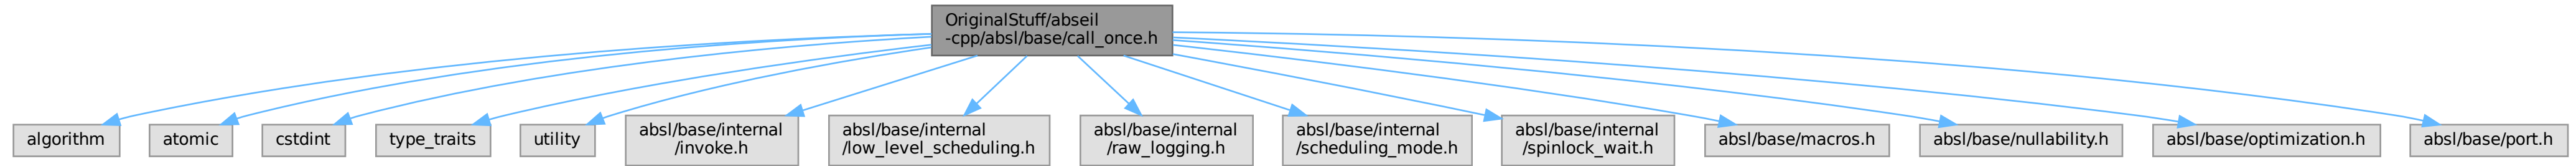 OriginalStuff/abseil
-cpp/absl/base/call_once.h
algorithm
atomic
cstdint
type_traits
utility
absl/base/internal
/invoke.h
absl/base/internal
/low_level_scheduling.h
absl/base/internal
/raw_logging.h
absl/base/internal
/scheduling_mode.h
absl/base/internal
/spinlock_wait.h
absl/base/macros.h
absl/base/nullability.h
absl/base/optimization.h
absl/base/port.h